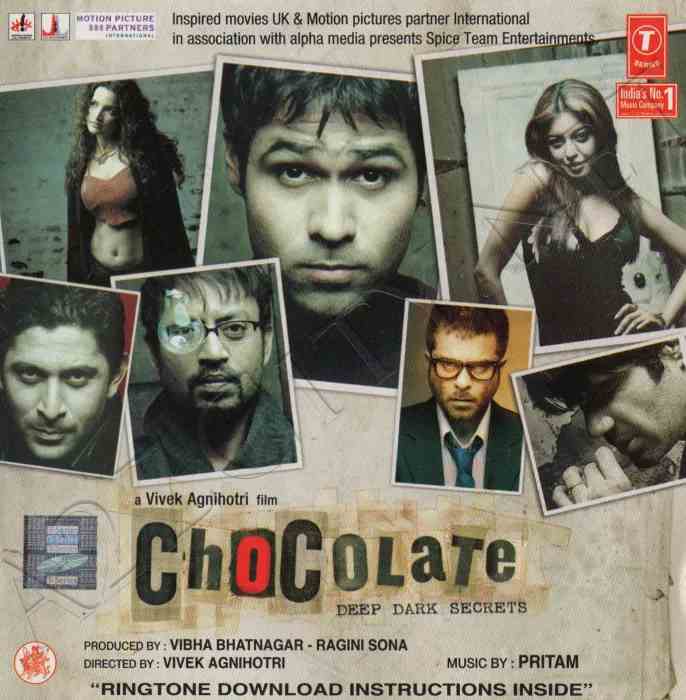 MOTION PICTURE
888 PARTNERS
INTERNATIONAL
Inspired movies UK & Motion pictures partner International
in association with alpha media presents Spice Team Entertainments
T
T-SERIES
India's No.1
Music Company
a Vivek Agnihotri film
CHOCOLATE
DEEP DARK SECRETS
T-Series
PRODUCED BY : VIBHA BHATNAGAR - RAGINI SONA
DIRECTED BY : VIVEK AGNIHOTRI
MUSIC BY : PRITAM
"RINGTONE DOWNLOAD INSTRUCTIONS INSIDE"